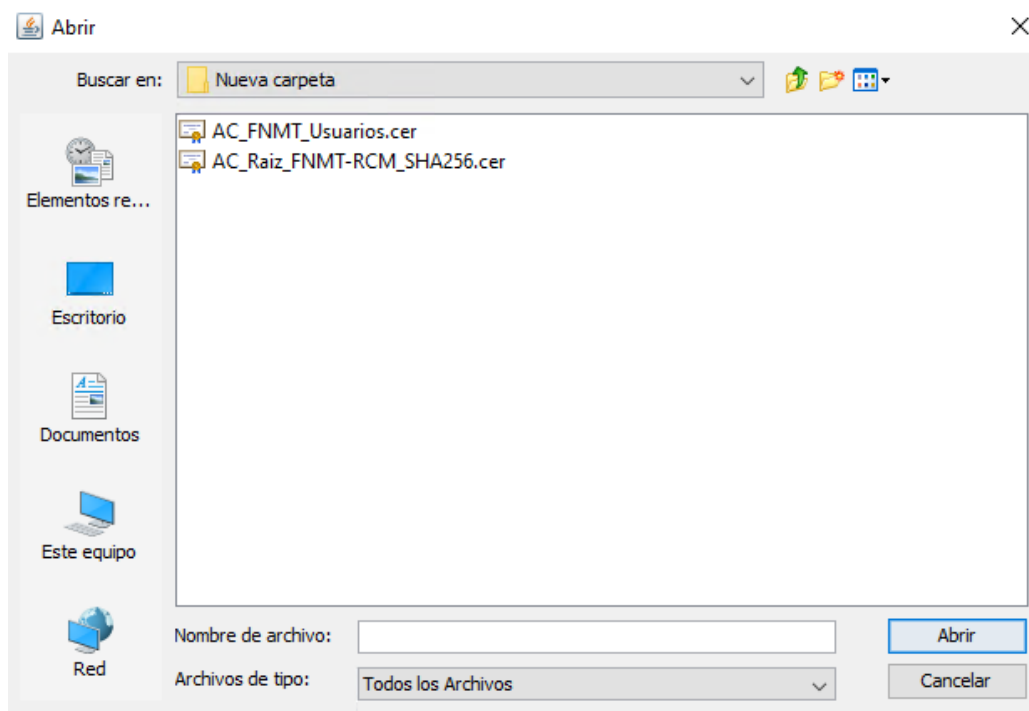 Abrir
Buscar en: Nueva carpeta
AC_FNMT_Usuarios.cer
AC_Raiz_FNMT-RCM_SHA256.cer
Elementos re...
Escritorio
Documentos
Este equipo
Red
Nombre de archivo:
Abrir
Archivos de tipo: Todos los Archivos
Cancelar